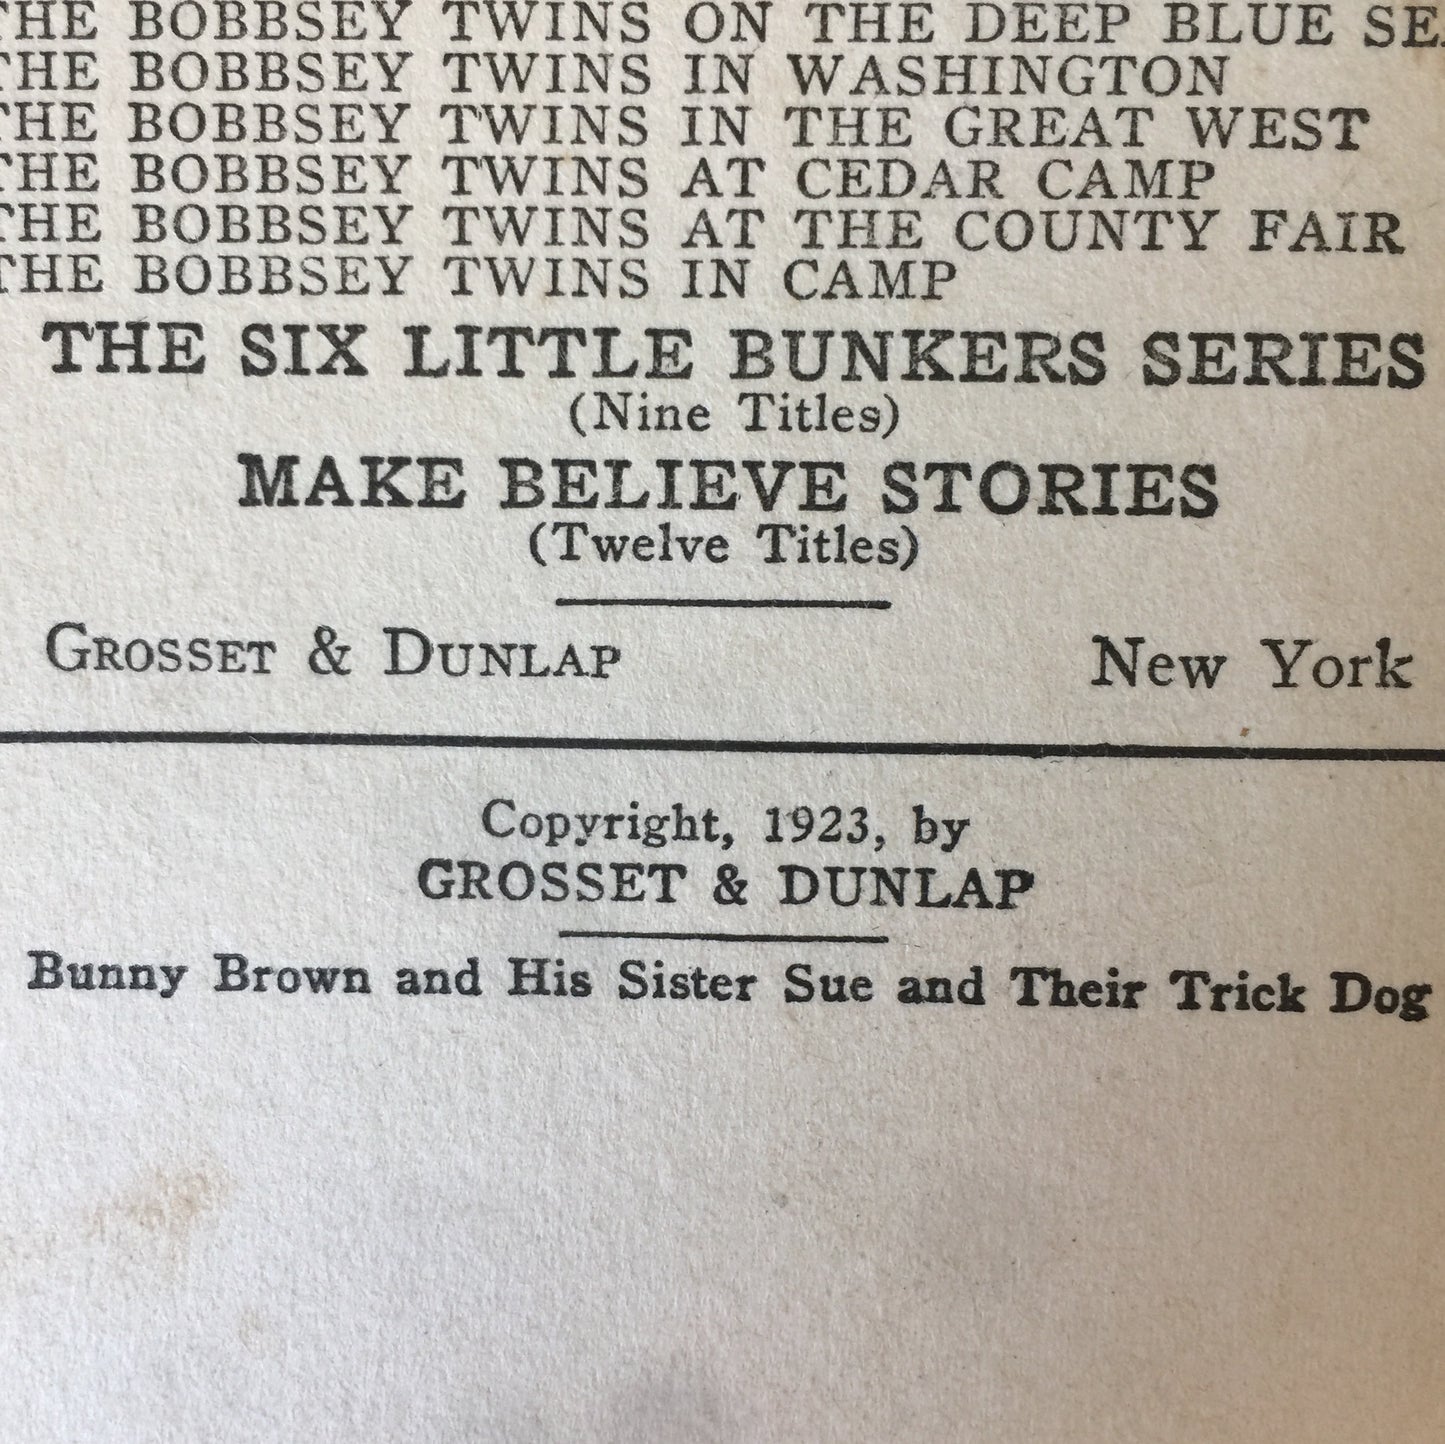 THE BOBBSEY TWINS ON THE DEEP BLUE SEA
THE BOBBSEY TWINS IN WASHINGTON
THE BOBBSEY TWINS IN THE GREAT WEST
THE BOBBSEY TWINS AT CEDAR CAMP
THE BOBBSEY TWINS AT THE COUNTY FAIR
THE BOBBSEY TWINS IN CAMP
THE SIX LITTLE BUNKERS SERIES
(Nine Titles)
MAKE BELIEVE STORIES
(Twelve Titles)
GROSSET & DUNLAP New York
Copyright, 1923, by
GROSSET & DUNLAP
Bunny Brown and His Sister Sue and Their Trick Dog